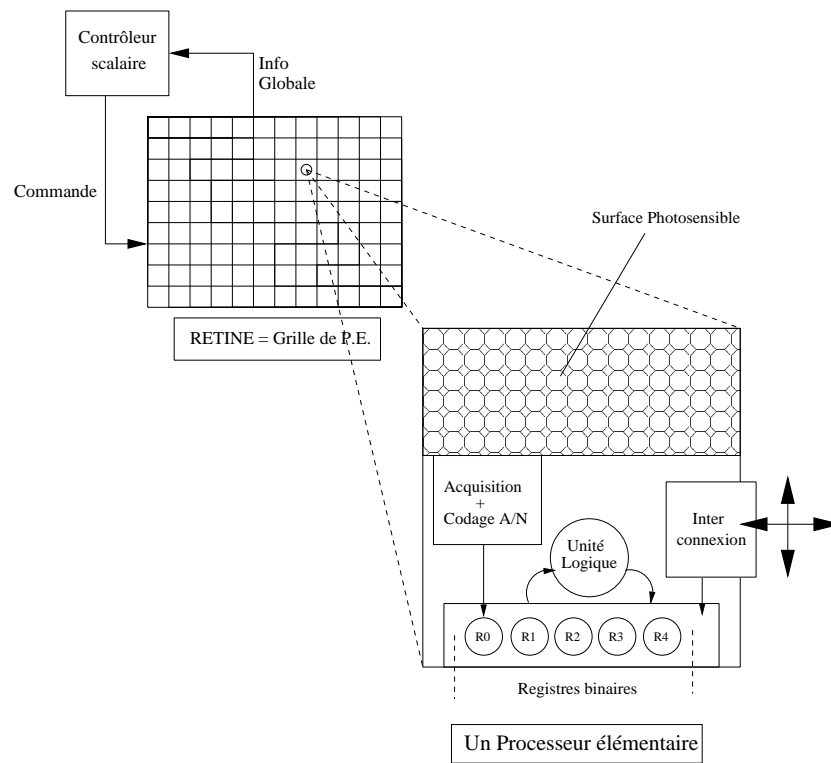 Contrôleur
scalaire
Info
Globale
Commande
RETINE = Grille de P.E.
Surface Photosensible
Acquisition
+
Codage A/N
Unité
Logique
Inter
connexion
R0 R1 R2 R3 R4
Registres binaires
Un Processeur élémentaire